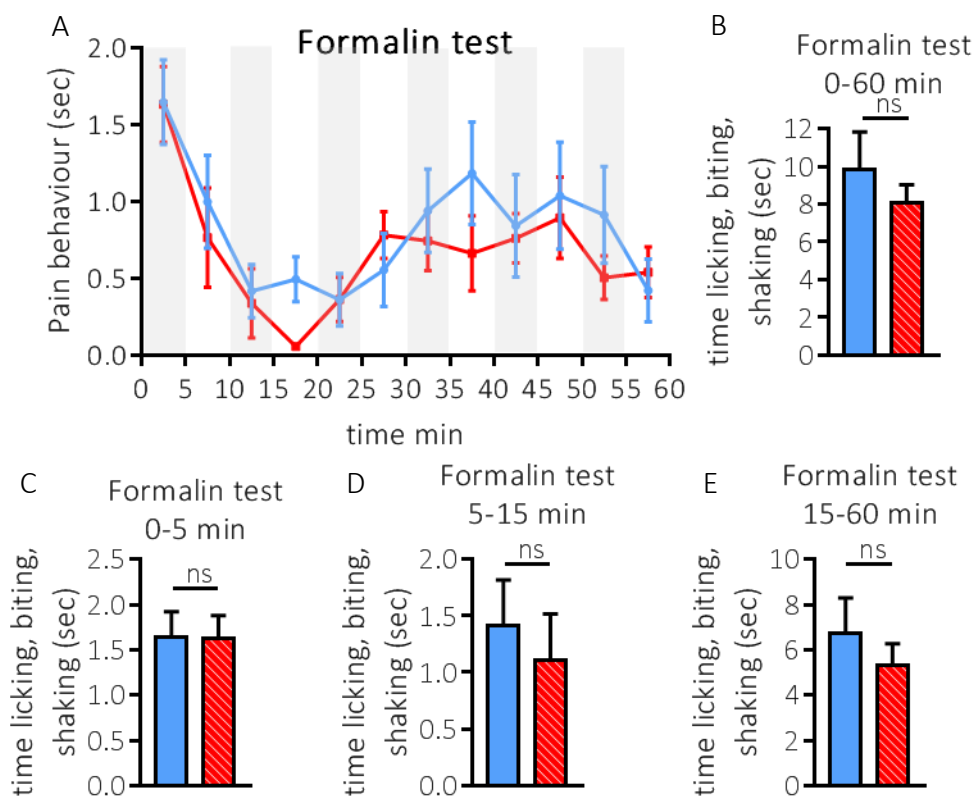 A
Formalin test
Pain behaviour (sec)
2.0
1.5
1.0
0.5
0.0
0 5 10 15 20 25 30 35 40 45 50 55 60
time min
B
Formalin test
0-60 min
ns
time licking, biting,
shaking (sec)
12
10
8
6
4
2
0
C
Formalin test
0-5 min
ns
time licking, biting,
shaking (sec)
2.5
2.0
1.5
1.0
0.5
0.0
D
Formalin test
5-15 min
ns
time licking, biting,
shaking (sec)
2.0
1.5
1.0
0.5
0.0
E
Formalin test
15-60 min
ns
time licking, biting,
shaking (sec)
10
8
6
4
2
0